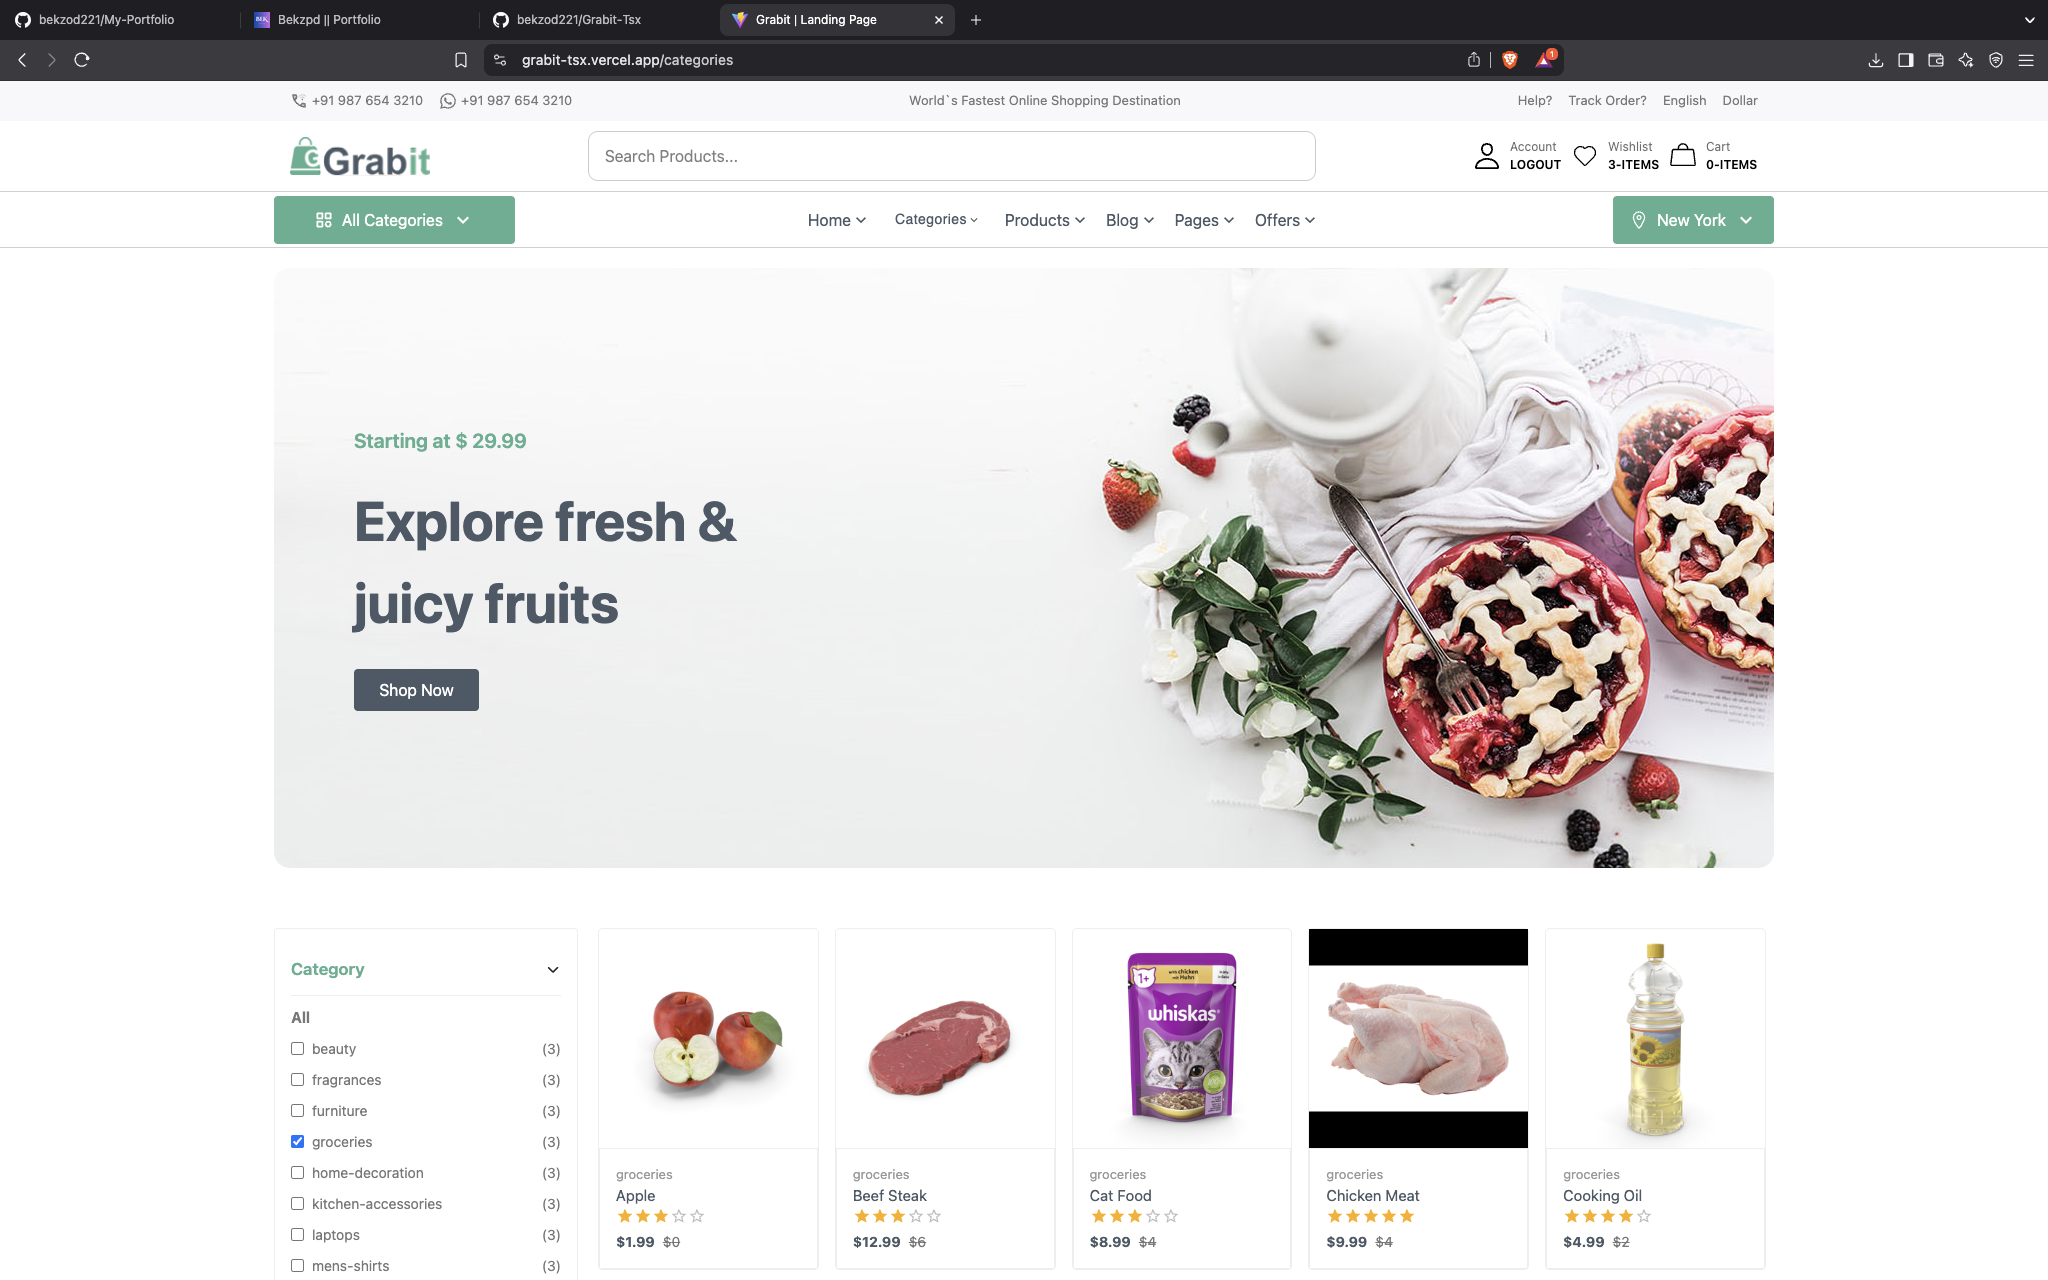 bekzod221/My-Portfolio
Bekzpd || Portfolio
bekzod221/Grabit-Tsx
Grabit | Landing Page
grabit-tsx.vercel.app/categories
1
+91 987 654 3210
+91 987 654 3210
World`s Fastest Online Shopping Destination
Help?
Track Order?
English
Dollar
Grabit
Search Products...
Account
LOGOUT
Wishlist
3-ITEMS
Cart
0-ITEMS
All Categories
Home
Categories
Products
Blog
Pages
Offers
New York
Starting at $ 29.99
Explore fresh &
juicy fruits
Shop Now
Category
All
beauty (3)
fragrances (3)
furniture (3)
groceries (3)
home-decoration (3)
kitchen-accessories (3)
laptops (3)
mens-shirts (3)
groceries
Apple
$1.99 $0
groceries
Beef Steak
$12.99 $6
1+
with chicken
mit Huhn
whiskas
groceries
Cat Food
$8.99 $4
groceries
Chicken Meat
$9.99 $4
groceries
Cooking Oil
$4.99 $2